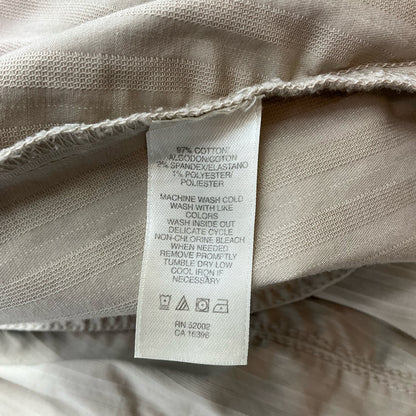 97% COTTON/
ALGODON/COTON
2% SPANDEX/ELASTANO
1% POLYESTER/
POLIESTER
MACHINE WASH COLD
WASH WITH LIKE
COLORS
WASH INSIDE OUT
DELICATE CYCLE
NON-CHLORINE BLEACH
WHEN NEEDED
REMOVE PROMPTLY
TUMBLE DRY LOW
COOL IRON IF
NECESSARY
RN 52002
CA 16396